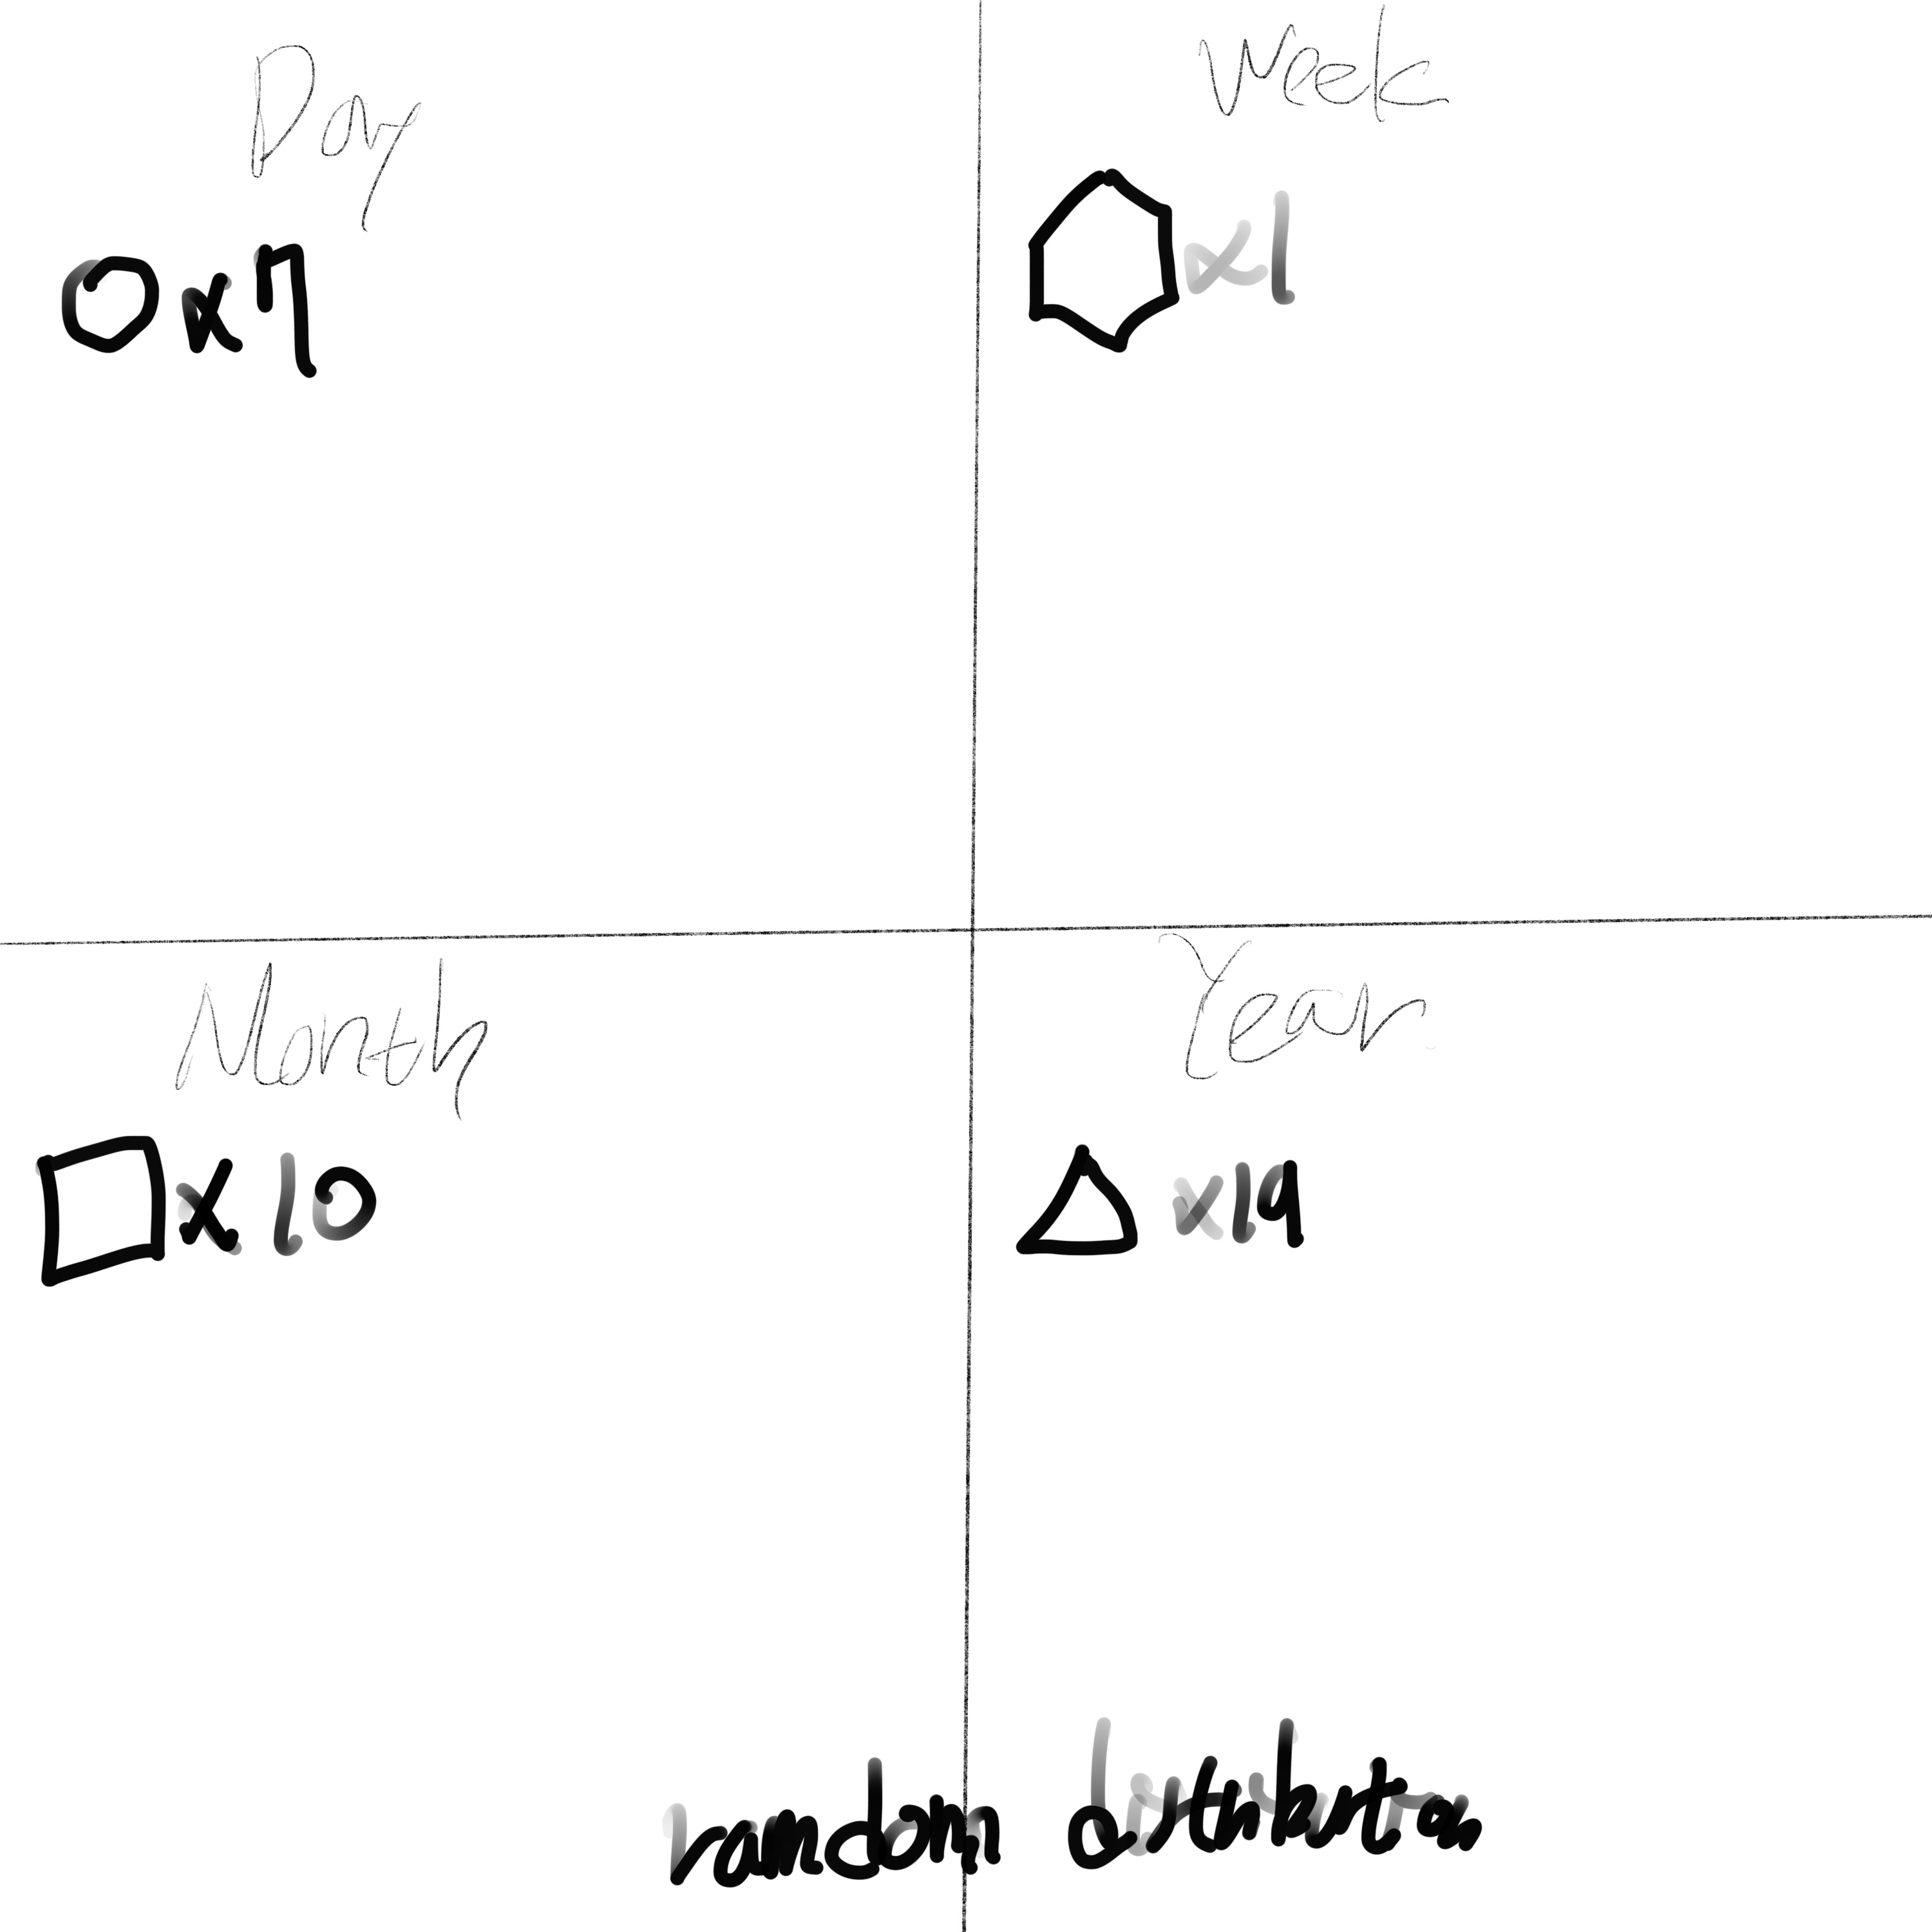 Day
Week
x7
x1
Month
Year
x10
x19
random distribution